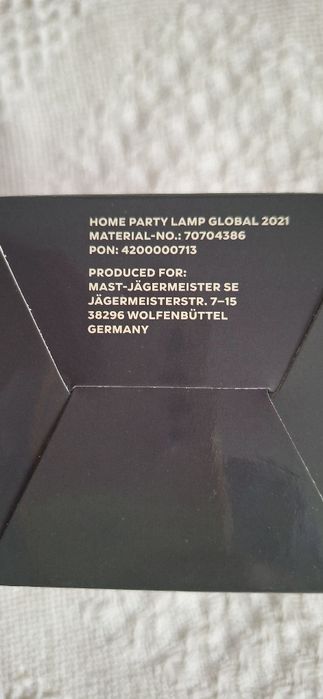 HOME PARTY LAMP GLOBAL 2021
MATERIAL-NO.: 70704386
PON: 4200000713
PRODUCED FOR:
MAST-JÄGERMEISTER SE
JÄGERMEISTERSTR. 7–15
38296 WOLFENBÜTTEL
GERMANY